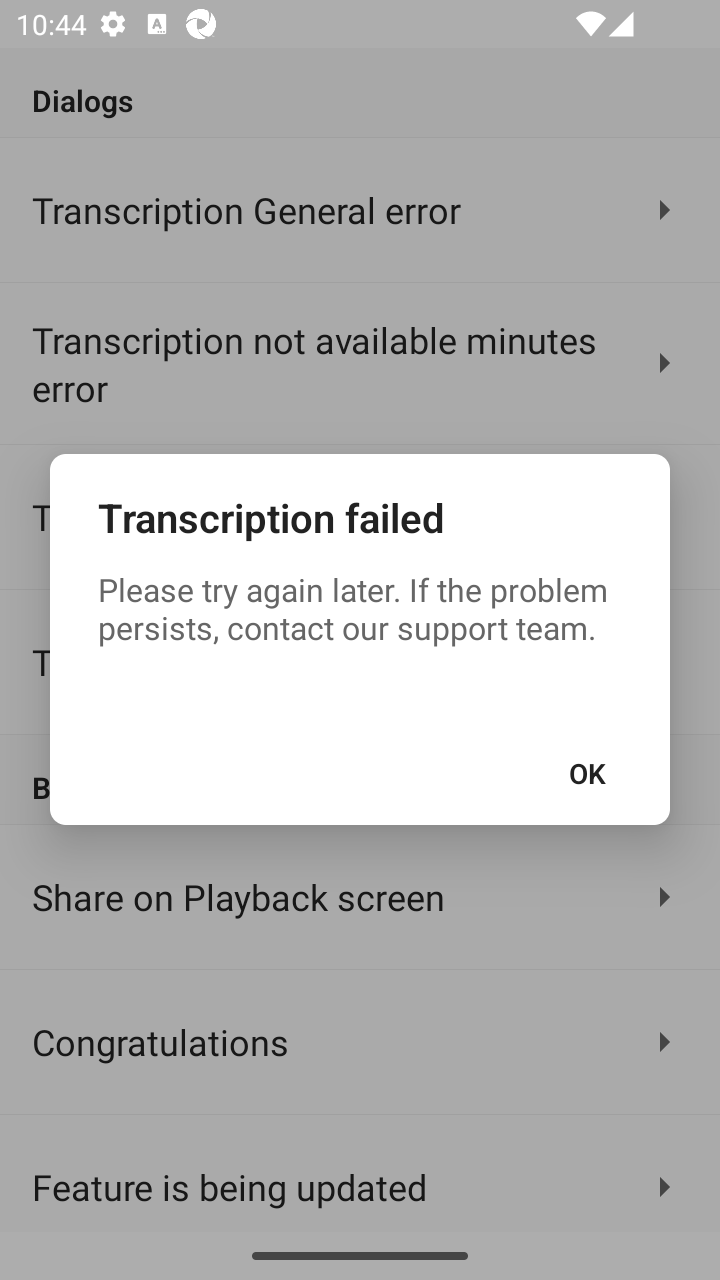 10:44
Dialogs
Transcription General error
Transcription not available minutes
error
T
Transcription failed
Please try again later. If the problem
persists, contact our support team.
T
OK
B
Share on Playback screen
Congratulations
Feature is being updated